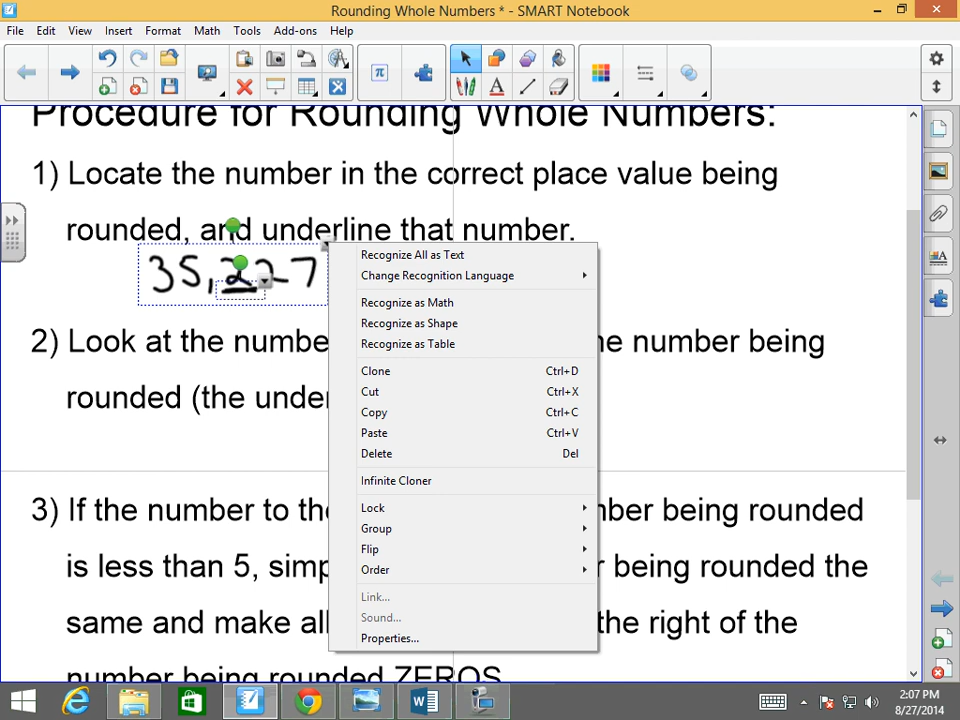 Rounding Whole Numbers * - SMART Notebook
File Edit View Insert Format Math Tools Add-ons Help
Procedure for Rounding Whole Numbers:
1) Locate the number in the correct place value being
rounded, and underline that number.
35,227
Recognize All as Text
Change Recognition Language
Recognize as Math
Recognize as Shape
Recognize as Table
Clone Ctrl+D
Cut Ctrl+X
Copy Ctrl+C
Paste Ctrl+V
Delete Del
Infinite Cloner
Lock
Group
Flip
Order
Link...
Sound...
Properties...
2) Look at the numbe he number being
rounded (the under
3) If the number to the mber being rounded
is less than 5, simp r being rounded the
same and make all the right of the
number being rounded ZEROS.
2:07 PM
8/27/2014